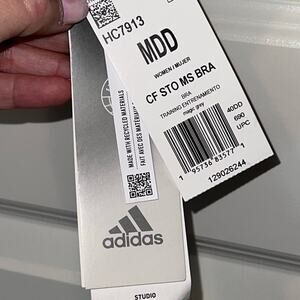 HC7913
MDD
WOMEN / MUJER
CF STO MS BRA
BRA
TRAINING ENTRENAMIENTO
magic grey
40DD
690
UPC
1 95736 83577 1
129026244
MADE WITH RECYCLED MATERIALS
FAIT AVEC DES MATÉRIAUX
adidas
STUDIO